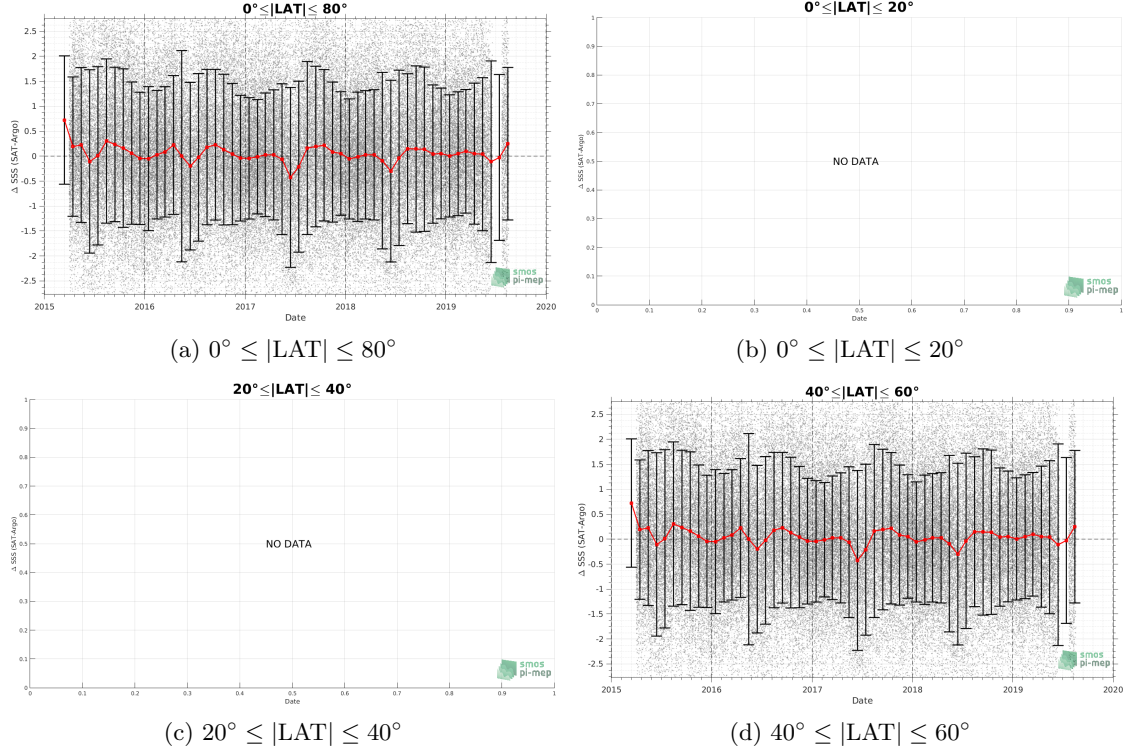 0°≤|LAT|≤ 80°
Δ SSS (SAT-Argo)
2.5
2
1.5
1
0.5
0
-0.5
-1
-1.5
-2
-2.5
2015 2016 2017 2018 2019 2020
Date
smos
pi-mep
(a) 0° ≤ |LAT| ≤ 80°
0°≤|LAT|≤ 20°
Δ SSS (SAT-Argo)
1
0.9
0.8
0.7
0.6
0.5
0.4
0.3
0.2
0.1
0
NO DATA
0 0.1 0.2 0.3 0.4 0.5 0.6 0.7 0.8 0.9 1
Date
smos
pi-mep
(b) 0° ≤ |LAT| ≤ 20°
20°≤|LAT|≤ 40°
Δ SSS (SAT-Argo)
1
0.9
0.8
0.7
0.6
0.5
0.4
0.3
0.2
0.1
0
NO DATA
0 0.1 0.2 0.3 0.4 0.5 0.6 0.7 0.8 0.9 1
Date
smos
pi-mep
(c) 20° ≤ |LAT| ≤ 40°
40°≤|LAT|≤ 60°
Δ SSS (SAT-Argo)
2.5
2
1.5
1
0.5
0
-0.5
-1
-1.5
-2
-2.5
2015 2016 2017 2018 2019 2020
Date
smos
pi-mep
(d) 40° ≤ |LAT| ≤ 60°